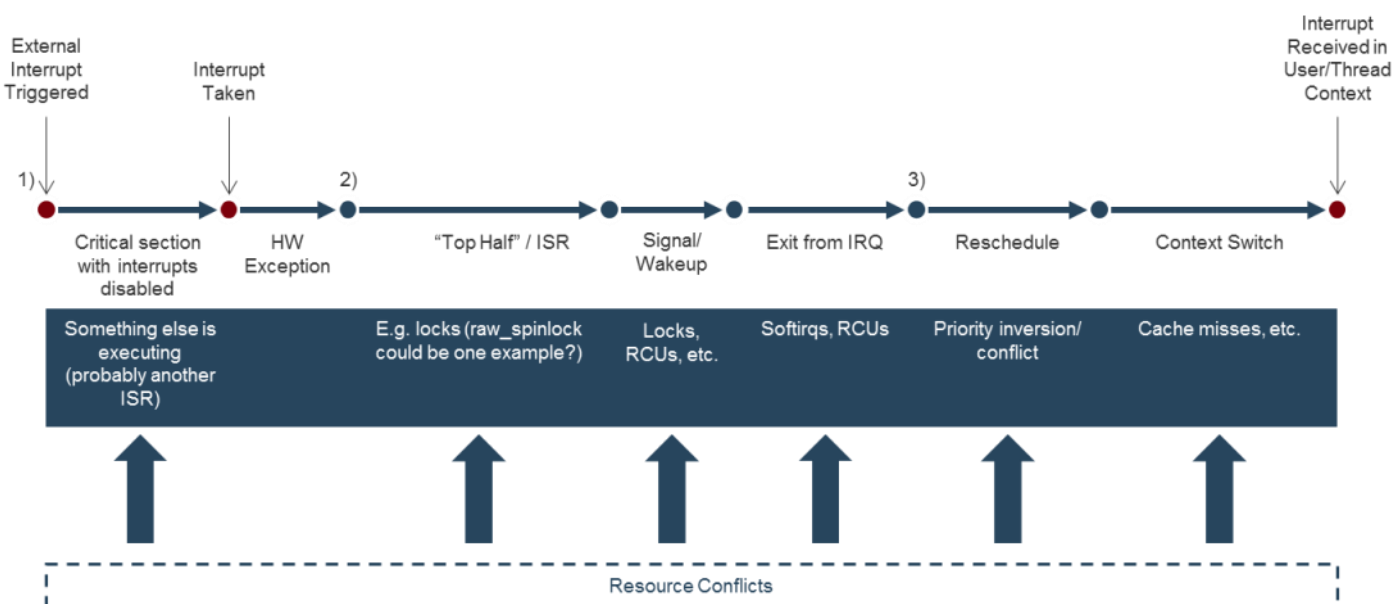 External
Interrupt
Triggered
Interrupt
Taken
Interrupt
Received in
User/Thread
Context
1)
2)
3)
Critical section
with interrupts
disabled
HW
Exception
“Top Half” / ISR
Signal/
Wakeup
Exit from IRQ
Reschedule
Context Switch
Something else is
executing
(probably another
ISR)
E.g. locks (raw_spinlock
could be one example?)
Locks,
RCUs, etc.
Softirqs, RCUs
Priority inversion/
conflict
Cache misses, etc.
Resource Conflicts